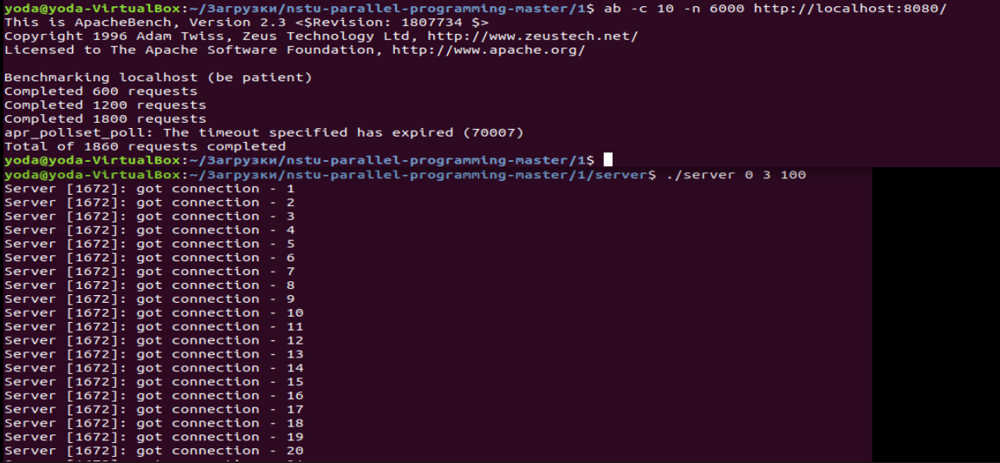 yoda@yoda-VirtualBox:~/Загрузки/nstu-parallel-programming-master/1$ ab -c 10 -n 6000 http://localhost:8080/
This is ApacheBench, Version 2.3 <$Revision: 1807734 $>
Copyright 1996 Adam Twiss, Zeus Technology Ltd, http://www.zeustech.net/
Licensed to The Apache Software Foundation, http://www.apache.org/
Benchmarking localhost (be patient)
Completed 600 requests
Completed 1200 requests
Completed 1800 requests
apr_pollset_poll: The timeout specified has expired (70007)
Total of 1860 requests completed
yoda@yoda-VirtualBox:~/Загрузки/nstu-parallel-programming-master/1$
yoda@yoda-VirtualBox:~/Загрузки/nstu-parallel-programming-master/1/server$ ./server 0 3 100
Server [1672]: got connection - 1
Server [1672]: got connection - 2
Server [1672]: got connection - 3
Server [1672]: got connection - 4
Server [1672]: got connection - 5
Server [1672]: got connection - 6
Server [1672]: got connection - 7
Server [1672]: got connection - 8
Server [1672]: got connection - 9
Server [1672]: got connection - 10
Server [1672]: got connection - 11
Server [1672]: got connection - 12
Server [1672]: got connection - 13
Server [1672]: got connection - 14
Server [1672]: got connection - 15
Server [1672]: got connection - 16
Server [1672]: got connection - 17
Server [1672]: got connection - 18
Server [1672]: got connection - 19
Server [1672]: got connection - 20